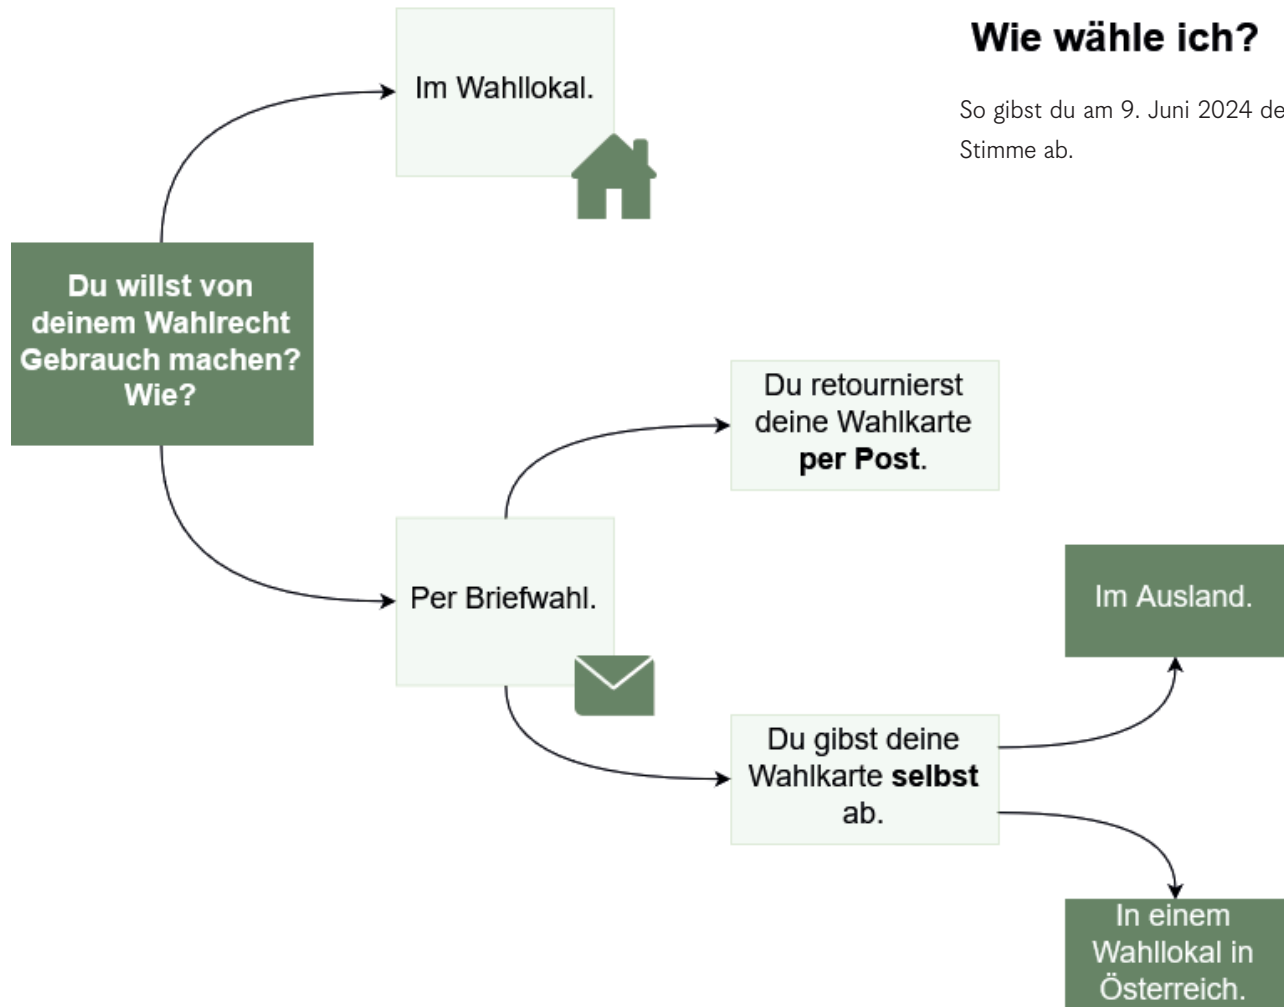 Wie wähle ich?
So gibst du am 9. Juni 2024 de
Stimme ab.
Im Wahllokal.
Du willst von
deinem Wahlrecht
Gebrauch machen?
Wie?
Du retournierst
deine Wahlkarte
per Post.
Per Briefwahl.
Im Ausland.
Du gibst deine
Wahlkarte selbst
ab.
In einem
Wahllokal in
Österreich.